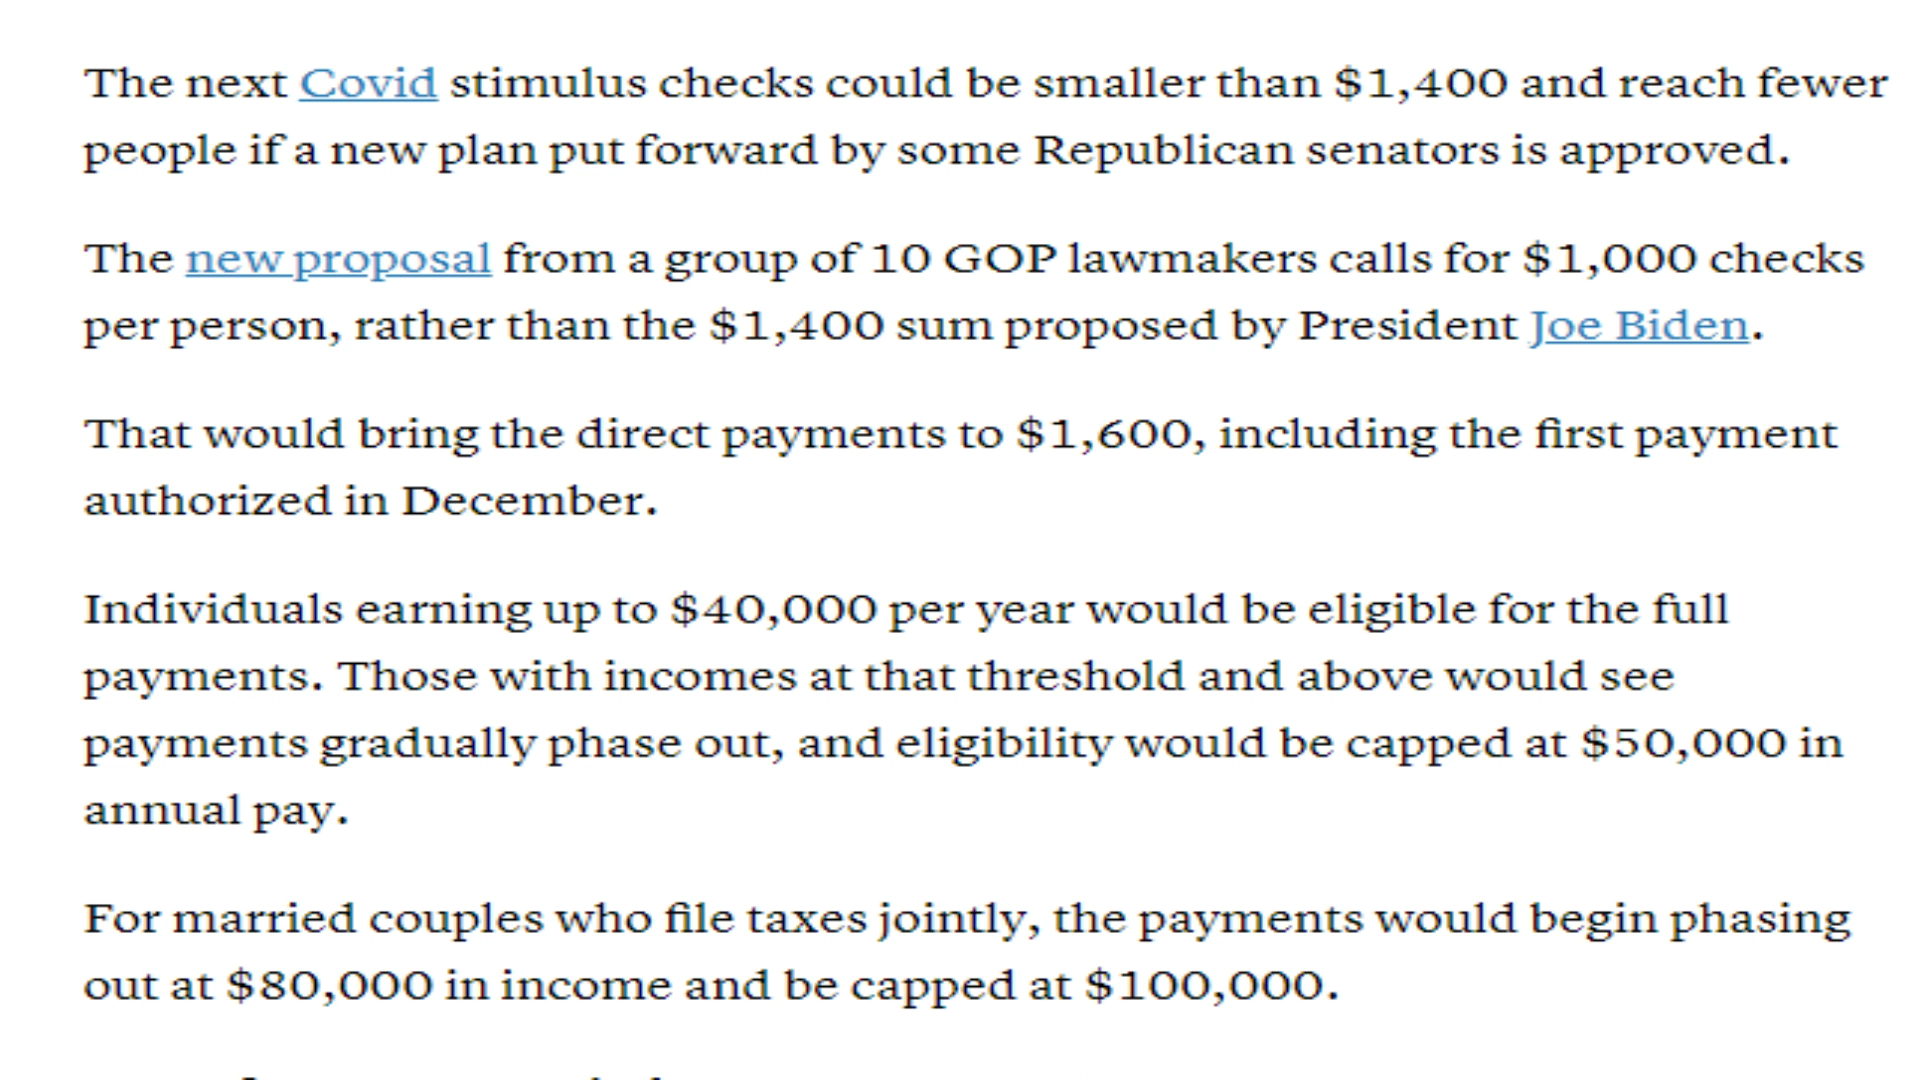 The next Covid stimulus checks could be smaller than $1,400 and reach fewer
people if a new plan put forward by some Republican senators is approved.
The new proposal from a group of 10 GOP lawmakers calls for $1,000 checks
per person, rather than the $1,400 sum proposed by President Joe Biden.
That would bring the direct payments to $1,600, including the first payment
authorized in December.
Individuals earning up to $40,000 per year would be eligible for the full
payments. Those with incomes at that threshold and above would see
payments gradually phase out, and eligibility would be capped at $50,000 in
annual pay.
For married couples who file taxes jointly, the payments would begin phasing
out at $80,000 in income and be capped at $100,000.